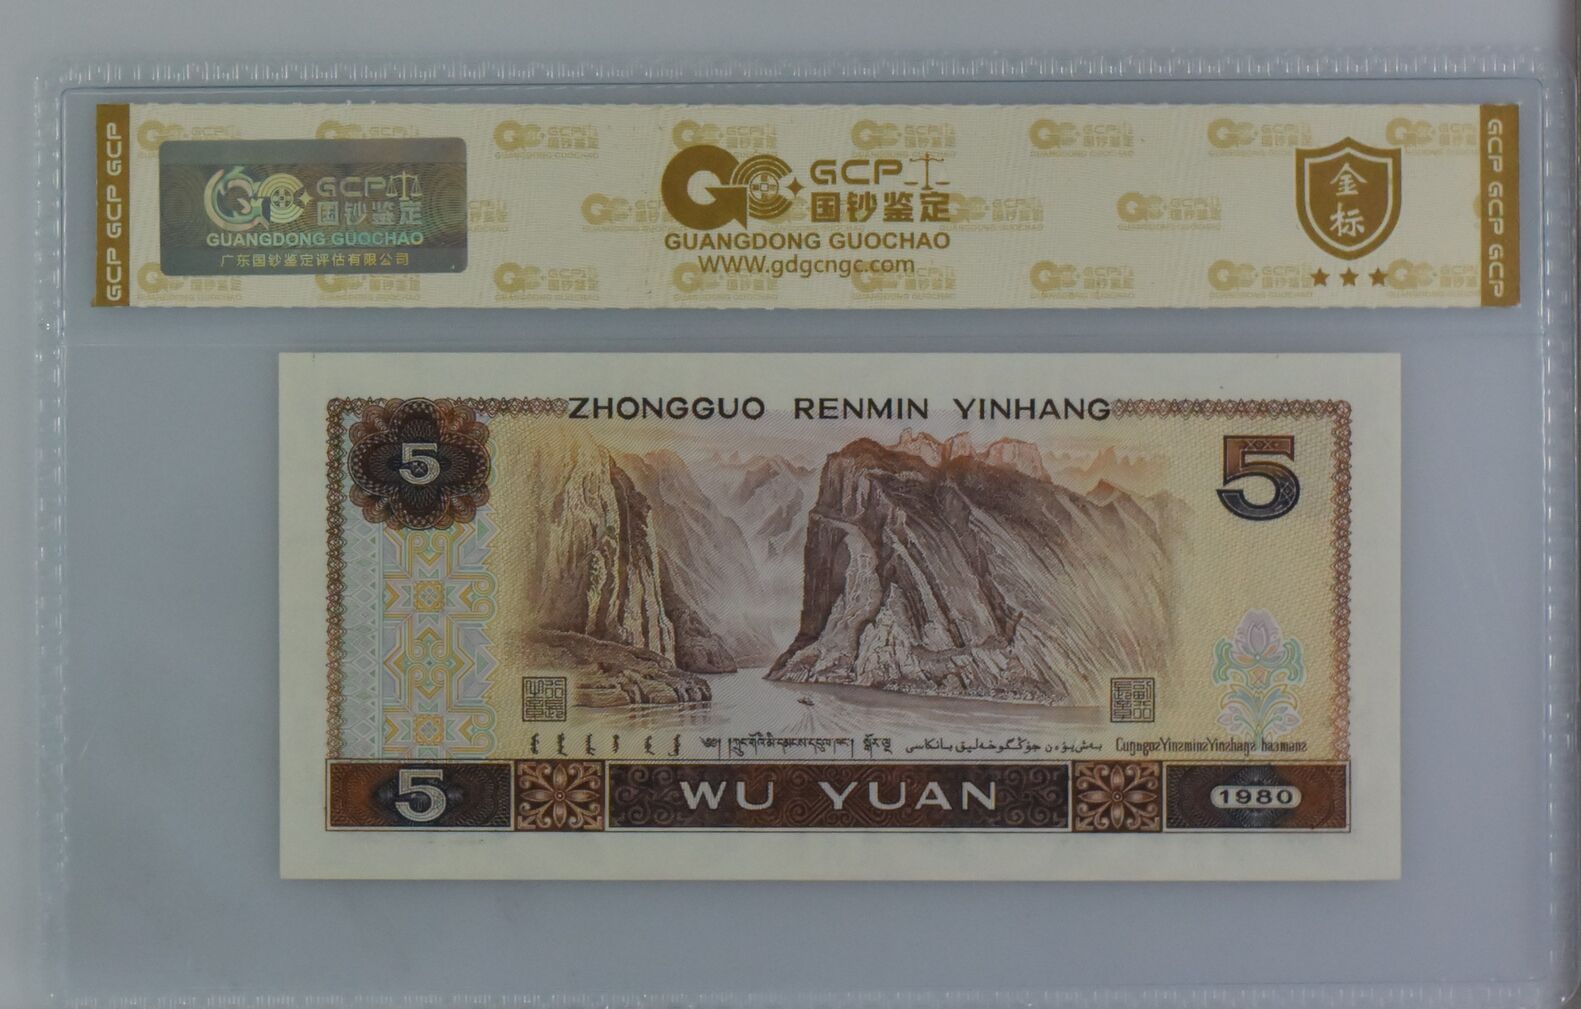 GCP GCP GCP
GCP
国钞鉴定
GUANGDONG GUOCHAO
广东国钞鉴定评估有限公司
GCP
国钞鉴定
GUANGDONG GUOCHAO
WWW.gdgcngc.com
金标
GCP GCP GCP
ZHONGGUO RENMIN YINHANG
5
5
5
WU YUAN
1980